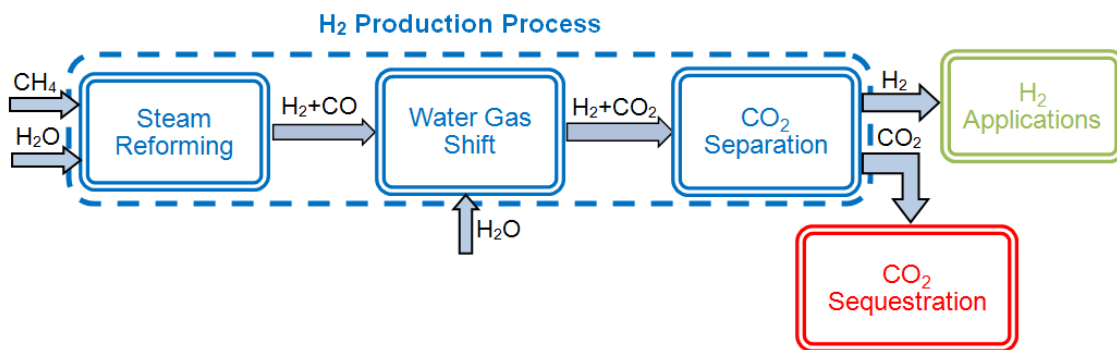 H₂ Production Process
CH₄
H₂O
Steam
Reforming
H₂+CO
Water Gas
Shift
H₂O
H₂+CO₂
CO₂
Separation
H₂
CO₂
H₂
Applications
CO₂
Sequestration